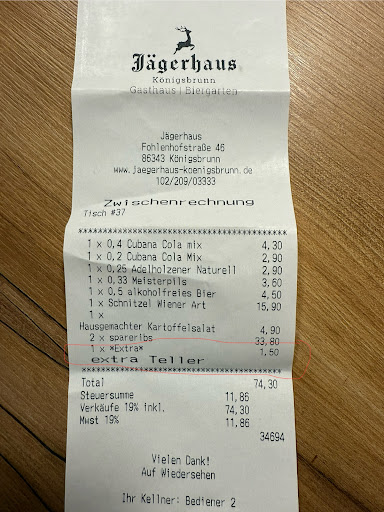 Jägerhaus
Königsbrunn
Gasthaus | Biergarten
Jägerhaus
Fohlenhofstraße 46
86343 Königsbrunn
www.jaegerhaus-koenigsbrunn.de
102/209/03333
Zwischenrechnung
Tisch #37
****************************************
1 x 0,4 Cubana Cola mix 4,30
1 x 0,2 Cubana Cola Mix 2,90
1 x 0,25 Adelholzener Naturell 2,90
1 x 0,33 Meisterpils 3,60
1 x 0,5 alkoholfreies Bier 4,50
1 x Schnitzel Wiener Art 15,90
1 x
Hausgemachter Kartoffelsalat 4,90
2 x spareribs 33,80
1 x *Extra* 1,50
extra Teller
****************************************
Total 74,30
Steuersumme 11,86
Verkäufe 19% inkl. 74,30
Mwst 19% 11,86
34694
Vielen Dank!
Auf Wiedersehen
Ihr Kellner: Bediener 2